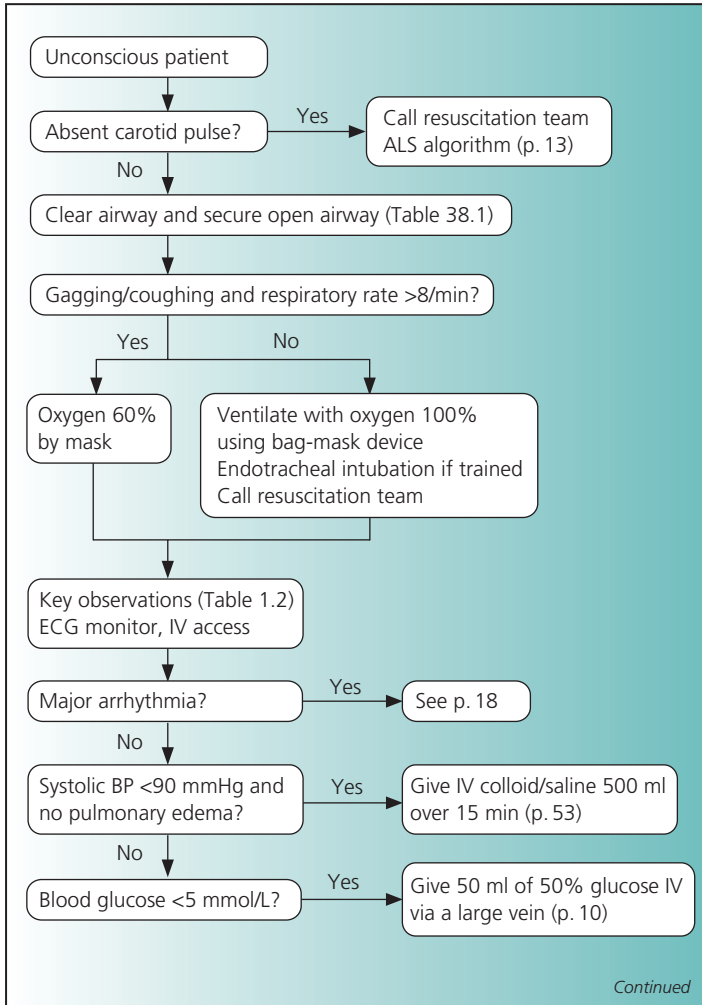 Unconscious patient
Absent carotid pulse?
Yes
Call resuscitation team
ALS algorithm (p. 13)
No
Clear airway and secure open airway (Table 38.1)
Gagging/coughing and respiratory rate >8/min?
Yes
No
Oxygen 60%
by mask
Ventilate with oxygen 100%
using bag-mask device
Endotracheal intubation if trained
Call resuscitation team
Key observations (Table 1.2)
ECG monitor, IV access
Major arrhythmia?
Yes
See p. 18
No
Systolic BP <90 mmHg and
no pulmonary edema?
Yes
Give IV colloid/saline 500 ml
over 15 min (p. 53)
No
Blood glucose <5 mmol/L?
Yes
Give 50 ml of 50% glucose IV
via a large vein (p. 10)
Continued